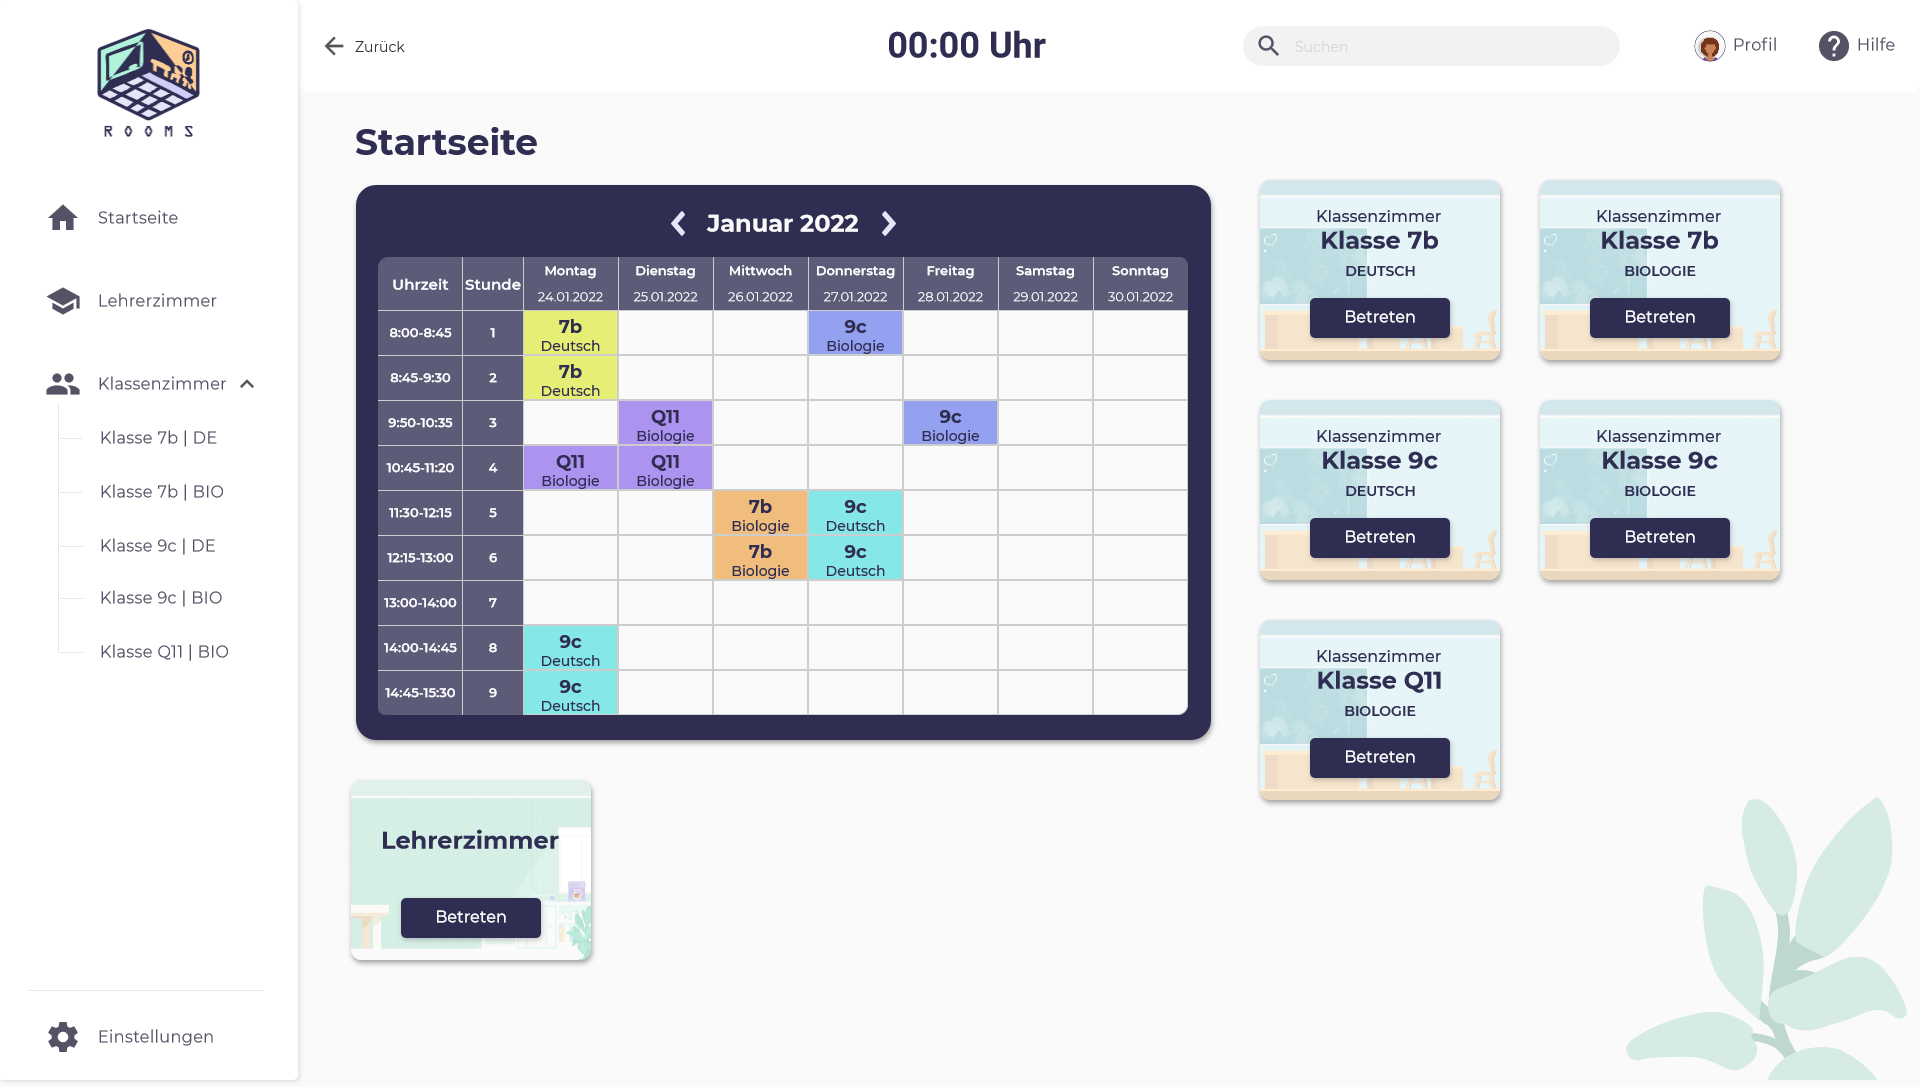 ROOMS
Zurück
00:00 Uhr
Suchen
Profil
Hilfe
Startseite
Lehrerzimmer
Klassenzimmer
Klasse 7b | DE
Klasse 7b | BIO
Klasse 9c | DE
Klasse 9c | BIO
Klasse Q11 | BIO
Einstellungen
Startseite
Januar 2022
Uhrzeit Stunde Montag Dienstag Mittwoch Donnerstag Freitag Samstag Sonntag
24.01.2022 25.01.2022 26.01.2022 27.01.2022 28.01.2022 29.01.2022 30.01.2022
8:00-8:45 1 7b 9c
Deutsch Biologie
8:45-9:30 2 7b
Deutsch
9:50-10:35 3 Q11 9c
Biologie Biologie
10:45-11:20 4 Q11 Q11
Biologie Biologie
11:30-12:15 5 7b 9c
Biologie Deutsch
12:15-13:00 6 7b 9c
Biologie Deutsch
13:00-14:00 7
14:00-14:45 8 9c
Deutsch
14:45-15:30 9 9c
Deutsch
Klassenzimmer
Klasse 7b
DEUTSCH
Betreten
Klassenzimmer
Klasse 7b
BIOLOGIE
Betreten
Klassenzimmer
Klasse 9c
DEUTSCH
Betreten
Klassenzimmer
Klasse 9c
BIOLOGIE
Betreten
Klassenzimmer
Klasse Q11
BIOLOGIE
Betreten
Lehrerzimmer
Betreten